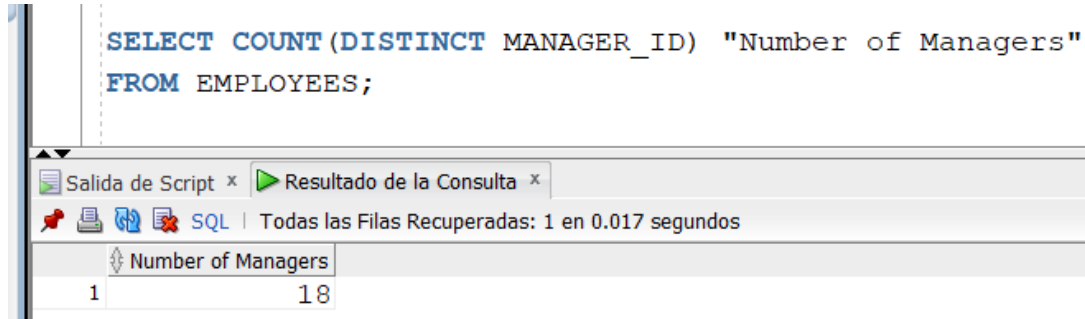 SELECT COUNT(DISTINCT MANAGER_ID) "Number of Managers"
FROM EMPLOYEES;
Salida de Script x Resultado de la Consulta x
SQL | Todas las Filas Recuperadas: 1 en 0.017 segundos
Number of Managers
1 18